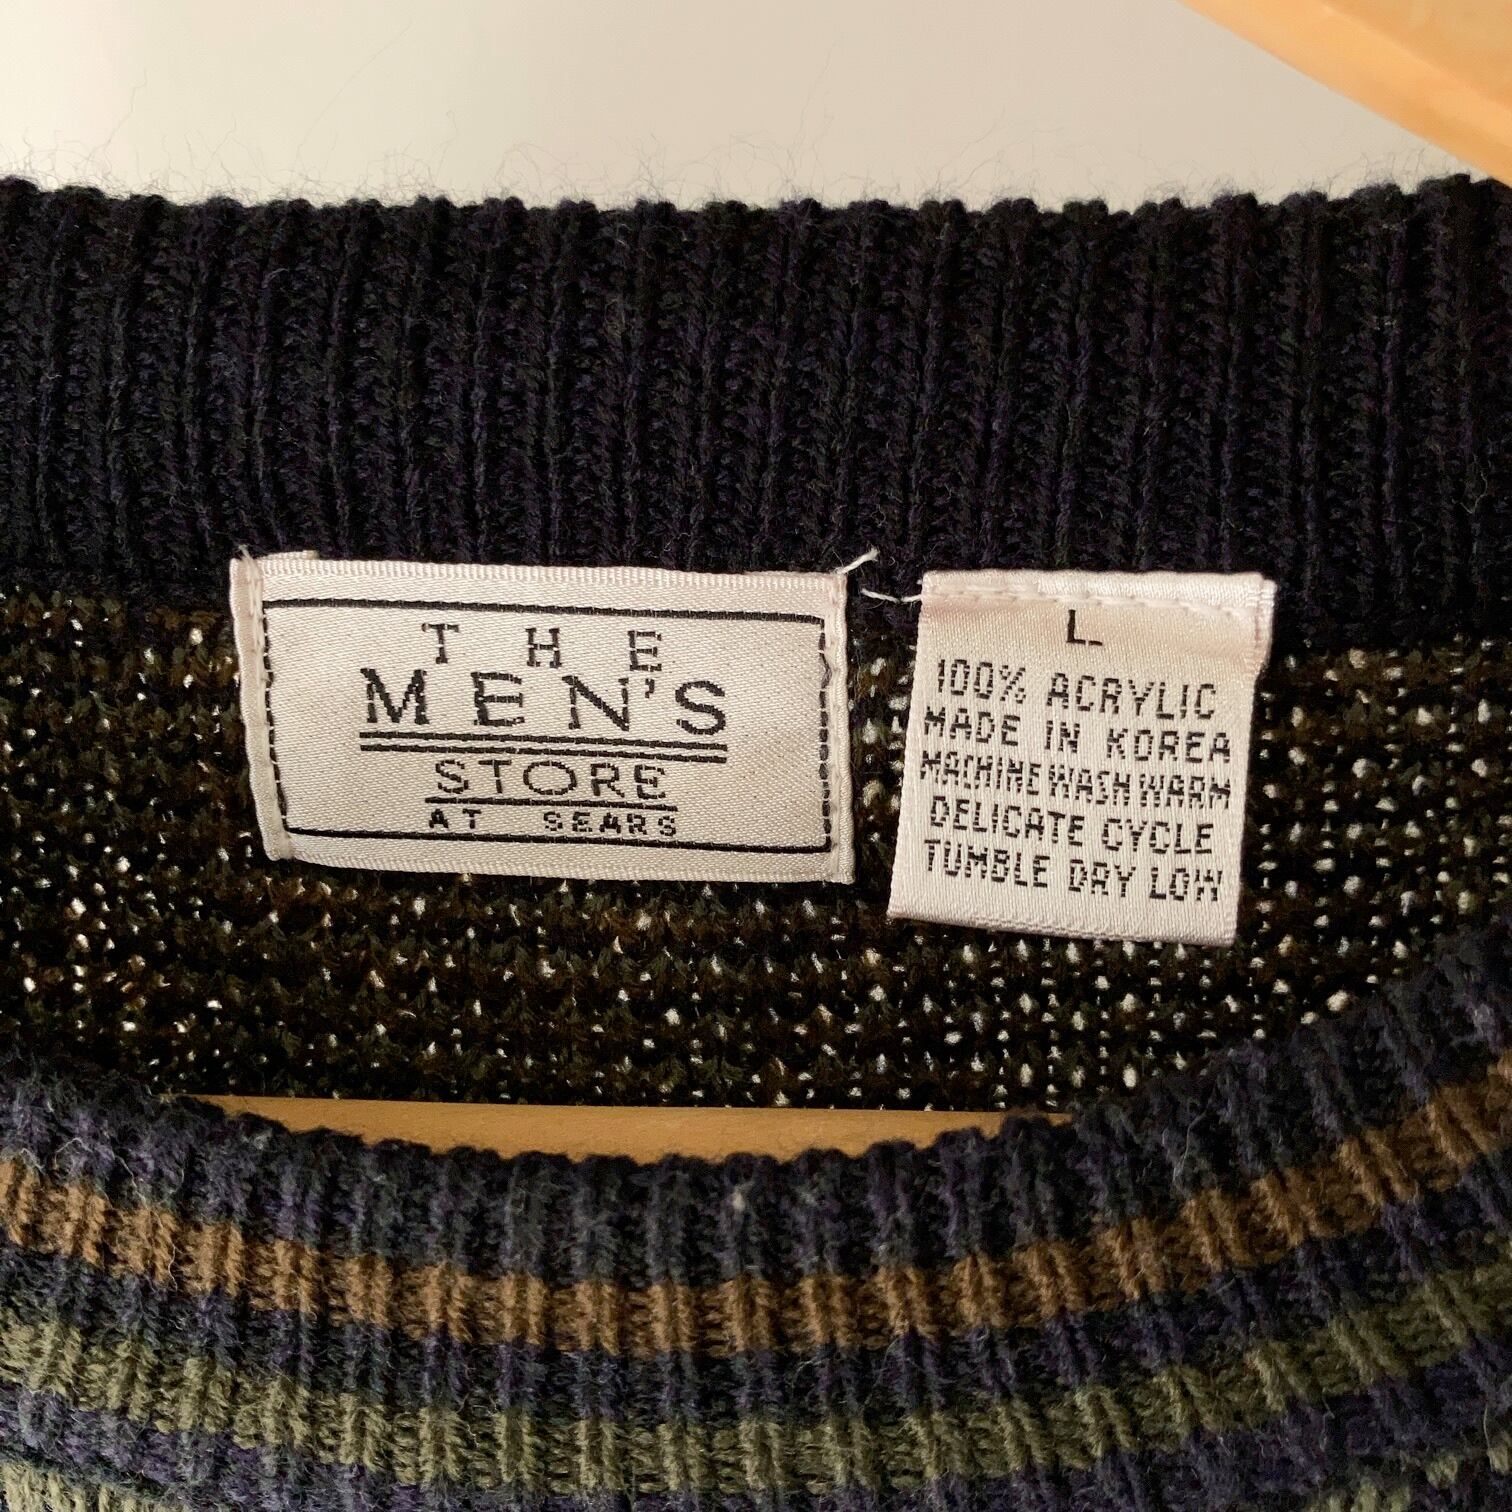 THE
MEN'S
STORE
AT SEARS
L
100% ACRYLIC
MADE IN KOREA
MACHINE WASH WARM
DELICATE CYCLE
TUMBLE DRY LOW